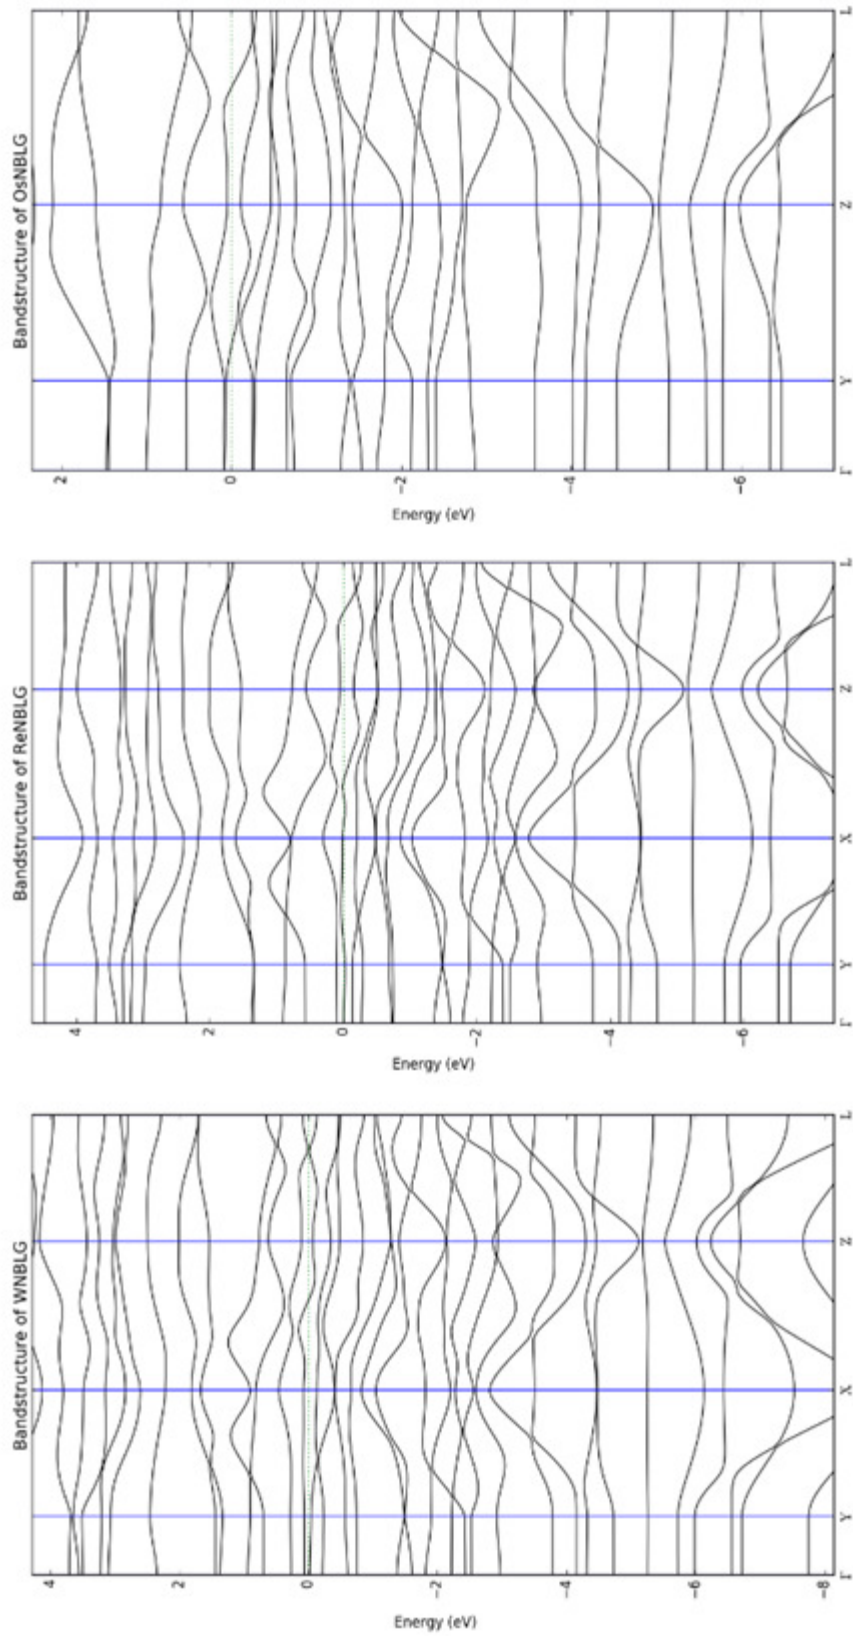 Bandstructure of WNBLG
Energy (eV)
4
2
0
−2
−4
−6
−8
Γ Y X Z Γ
Bandstructure of ReNBLG
Energy (eV)
4
2
0
−2
−4
−6
Γ Y X Z Γ
Bandstructure of OsNBLG
Energy (eV)
2
0
−2
−4
−6
Γ Y Z Γ